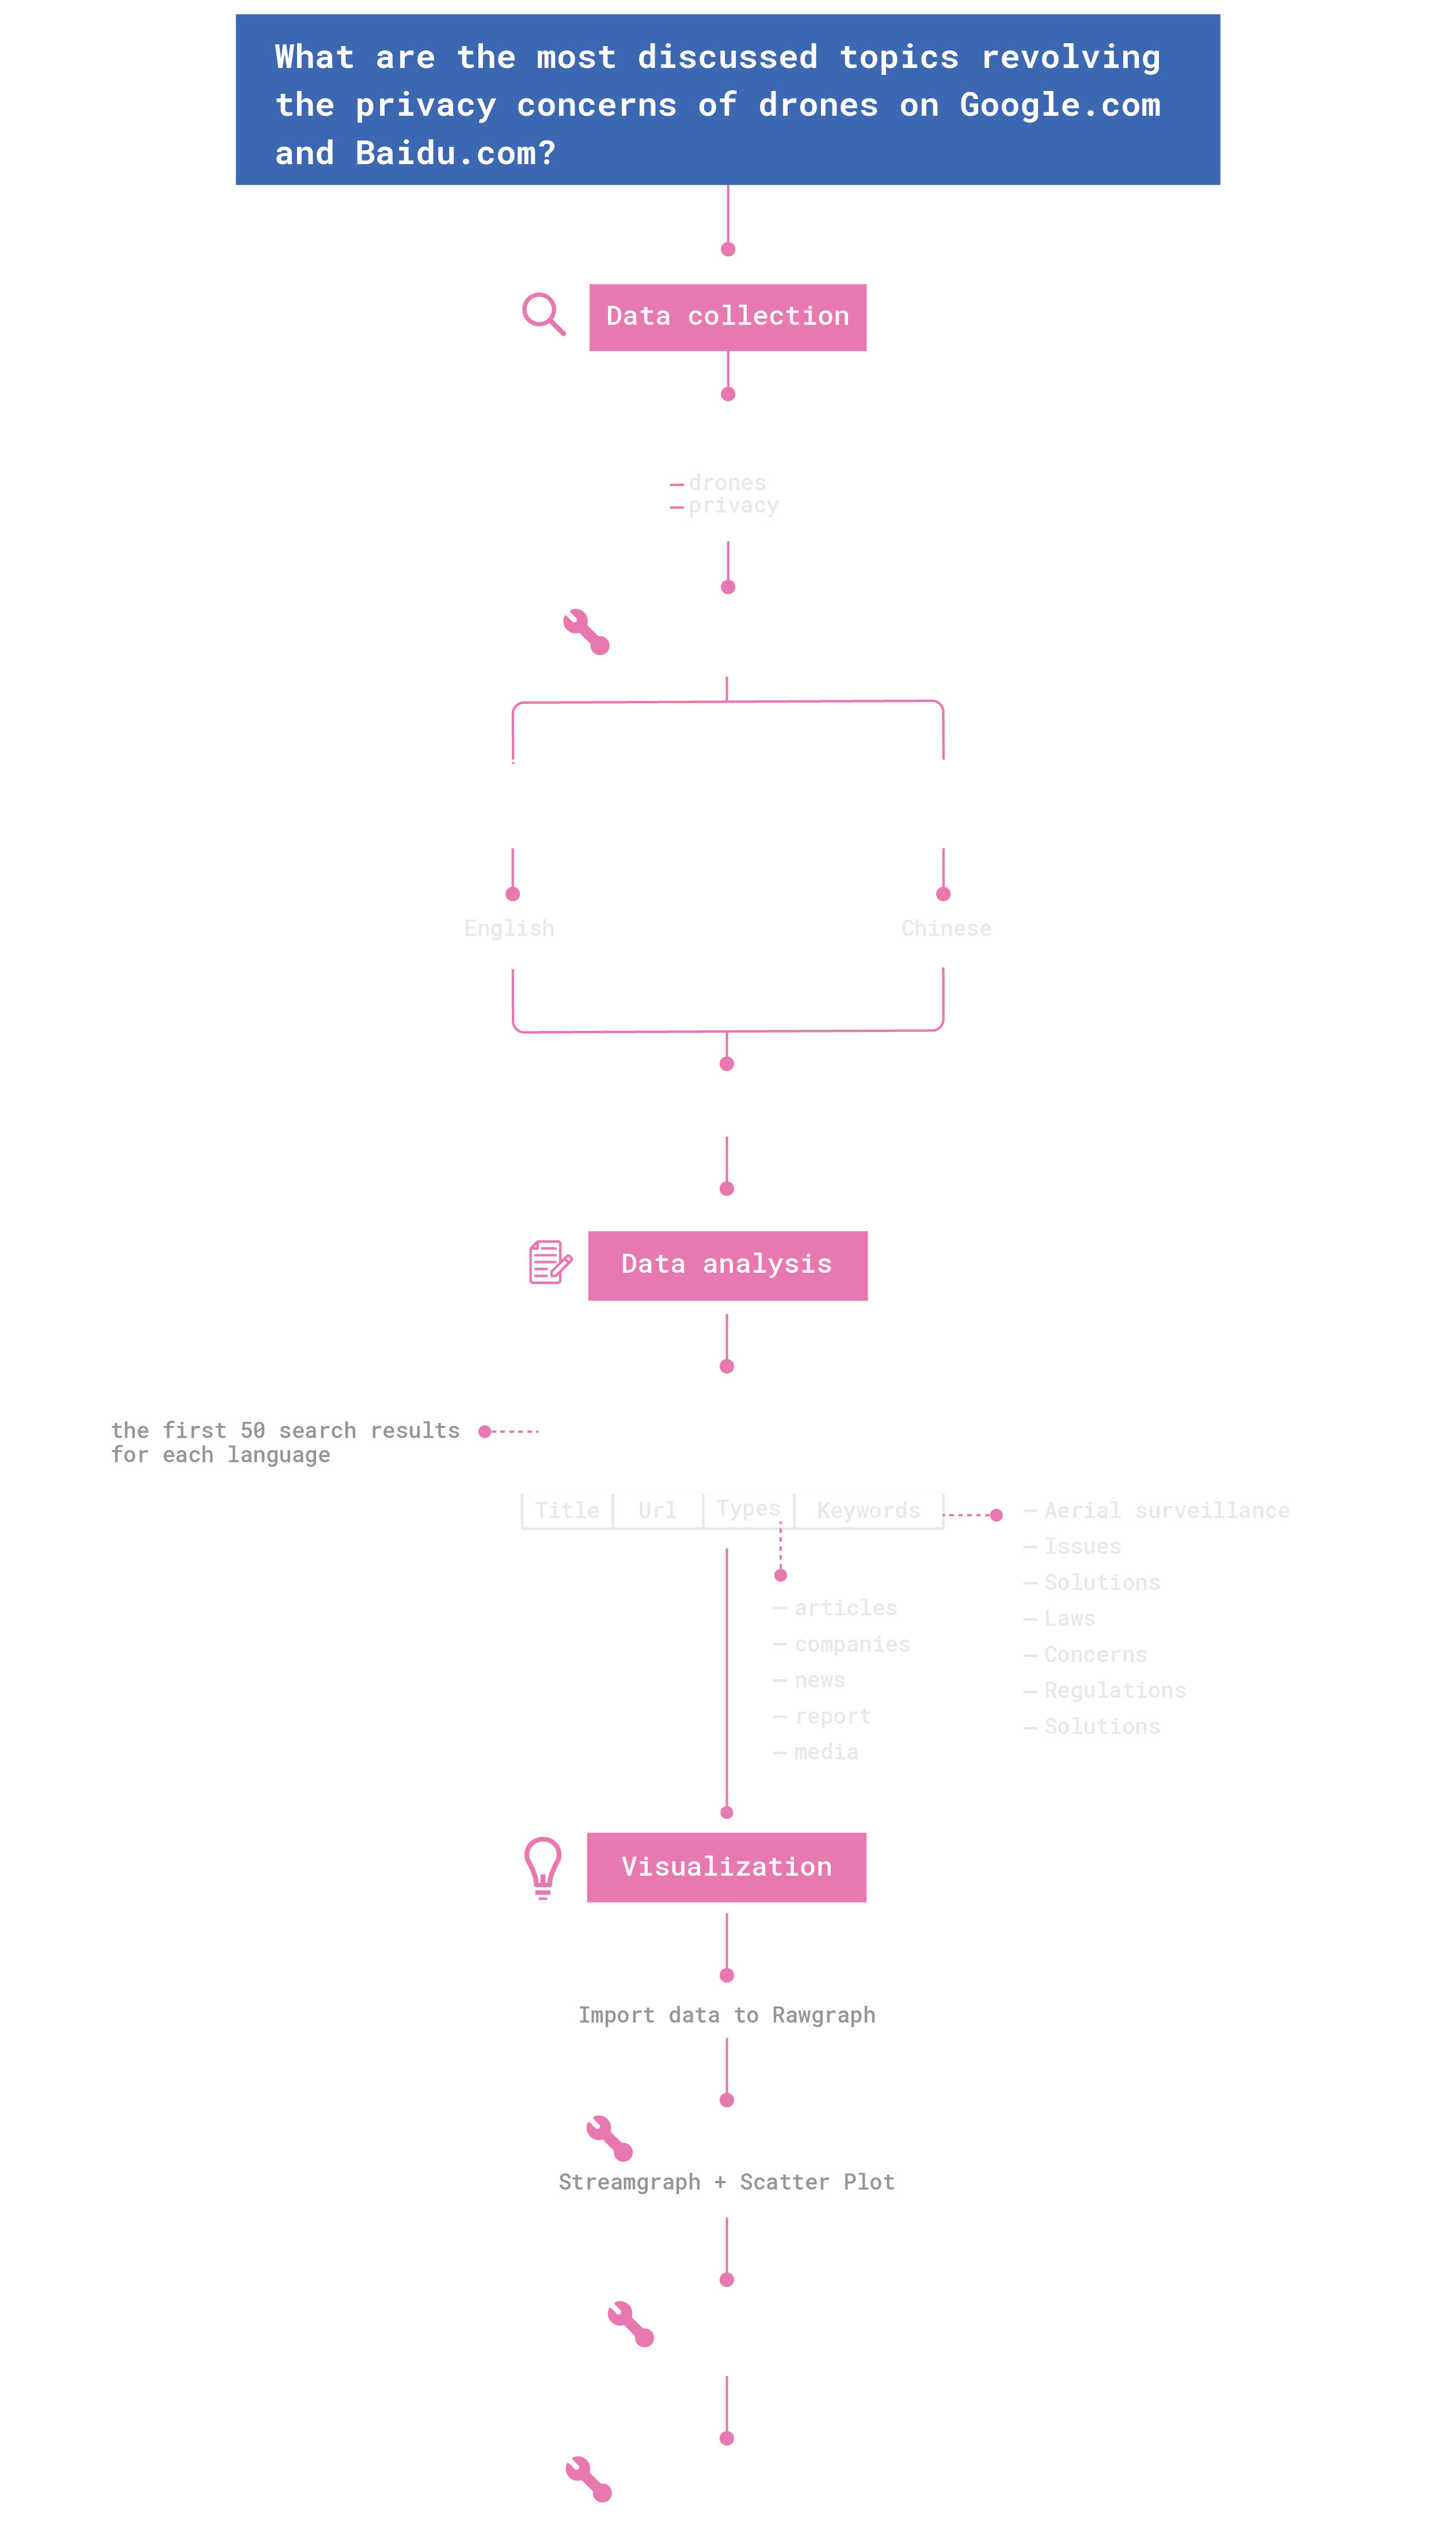 What are the most discussed topics revolving
the privacy concerns of drones on Google.com
and Baidu.com?
Data collection
drones
privacy
English
Chinese
Data analysis
the first 50 search results
for each language
Title Url Types Keywords
— Aerial surveillance
— Issues
— Solutions
— Laws
— Concerns
— Regulations
— Solutions
— articles
— companies
— news
— report
— media
Visualization
Import data to Rawgraph
Streamgraph + Scatter Plot